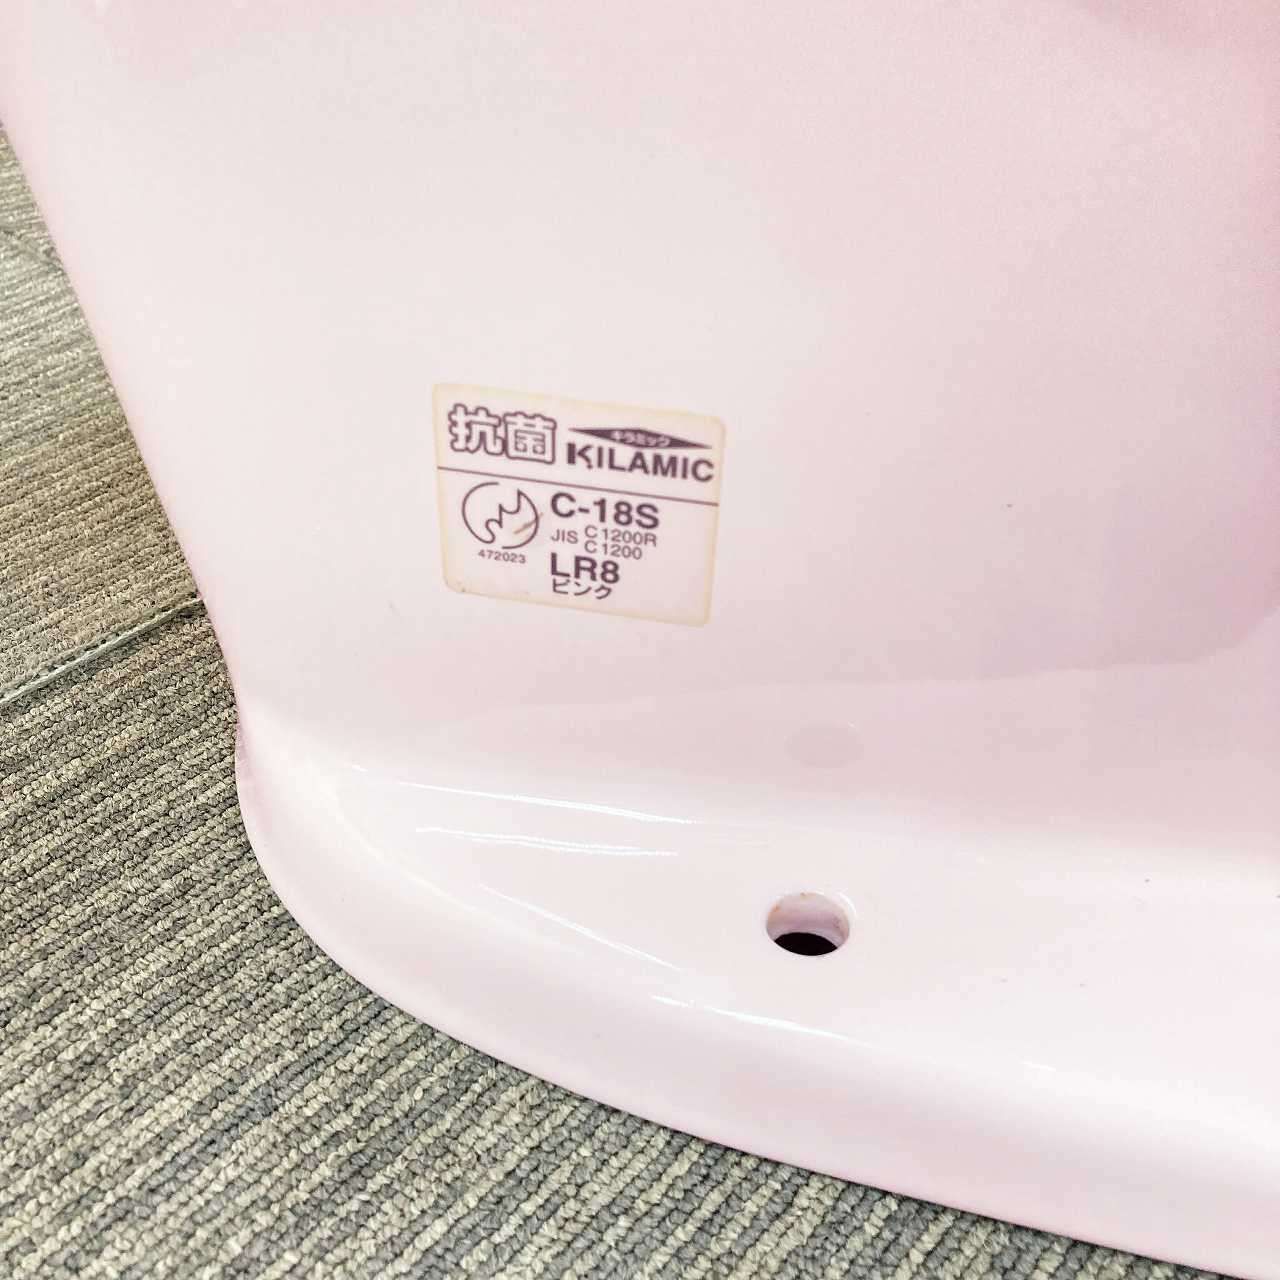 抗菌 キラミック
KILAMIC
C-18S
JIS C1200R
C1200
472023
LR8
ピンク